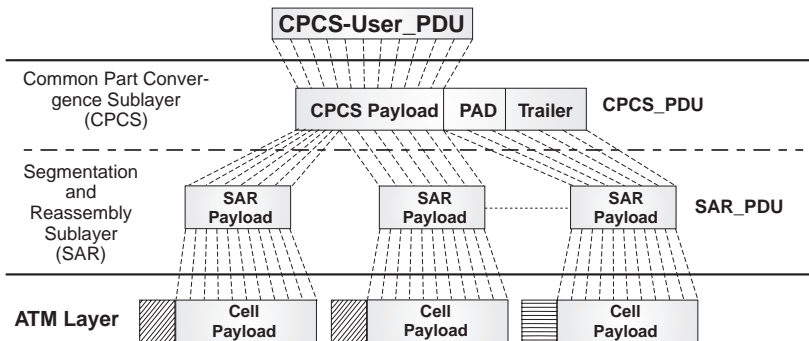 CPCS-User_PDU
Common Part Conver-
gence Sublayer
(CPCS)
CPCS Payload
PAD
Trailer
CPCS_PDU
Segmentation
and
Reassembly
Sublayer
(SAR)
SAR
Payload
SAR
Payload
SAR
Payload
SAR_PDU
ATM Layer
Cell
Payload
Cell
Payload
Cell
Payload